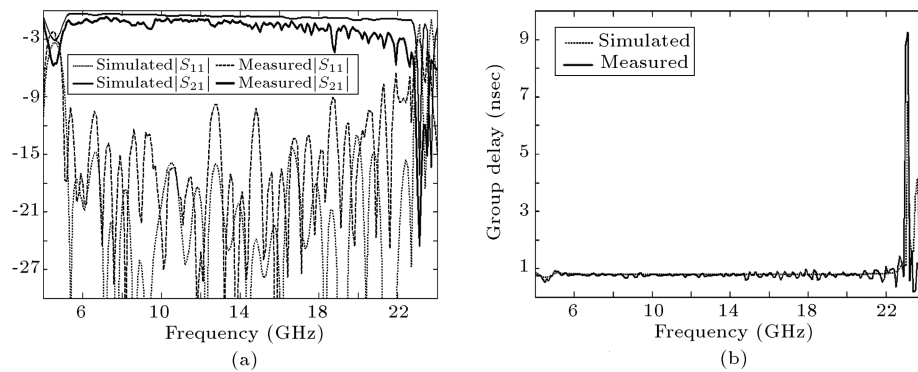 -3
-9
-15
-21
-27
Simulated|S11| Measured|S11|
Simulated|S21| Measured|S21|
6 10 14 18 22
Frequency (GHz)
(a)
9
7
5
3
1
Group delay (nsec)
Simulated
Measured
6 10 14 18 22
Frequency (GHz)
(b)